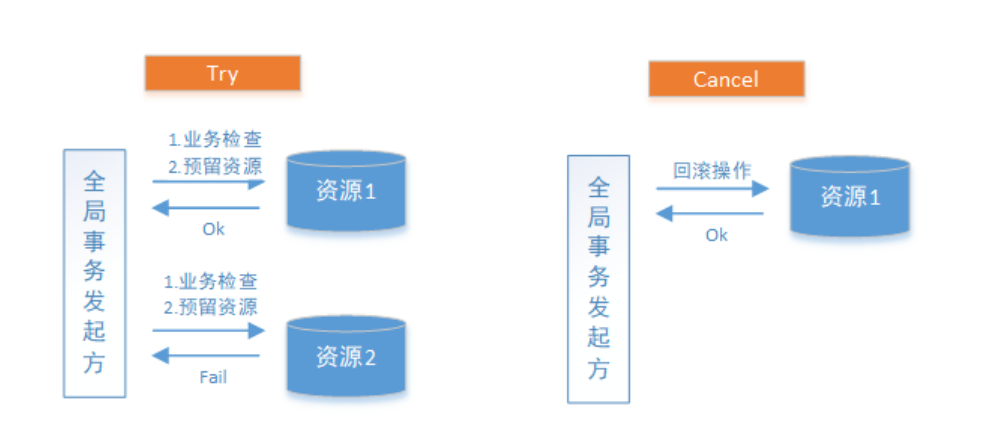 Try
1.业务检查
2.预留资源
全局事务发起方
资源1
Ok
1.业务检查
2.预留资源
资源2
Fail
Cancel
全局事务发起方
回滚操作
资源1
Ok